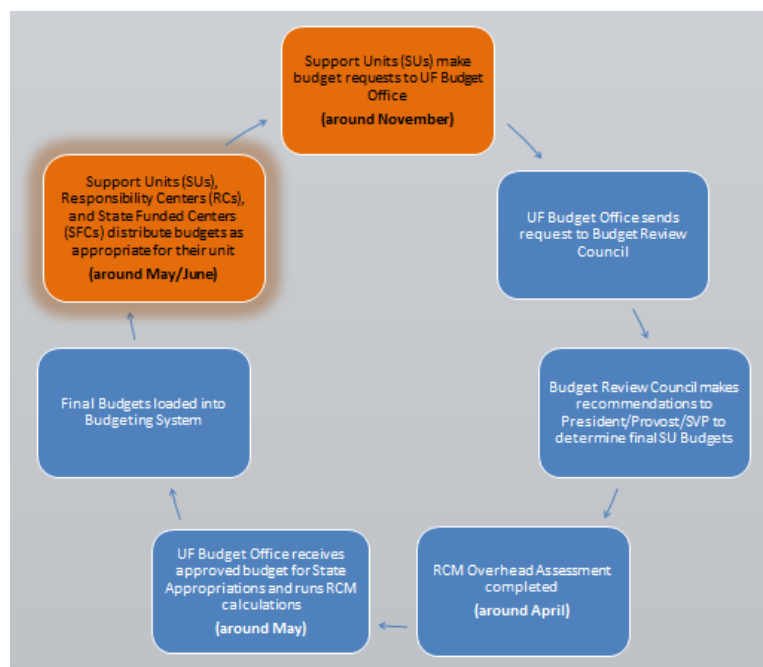 Support Units (SUs) make
budget requests to UF Budget
Office
(around November)
UF Budget Office sends
request to Budget Review
Council
Budget Review Council makes
recommendations to
President/Provost/SVP to
determine final SU Budgets
RCM Overhead Assessment
completed
(around April)
UF Budget Office receives
approved budget for State
Appropriations and runs RCM
calculations
(around May)
Final Budgets loaded into
Budgeting System
Support Units (SUs),
Responsibility Centers (RCs),
and State Funded Centers
(SFCs) distribute budgets as
appropriate for their unit
(around May/June)